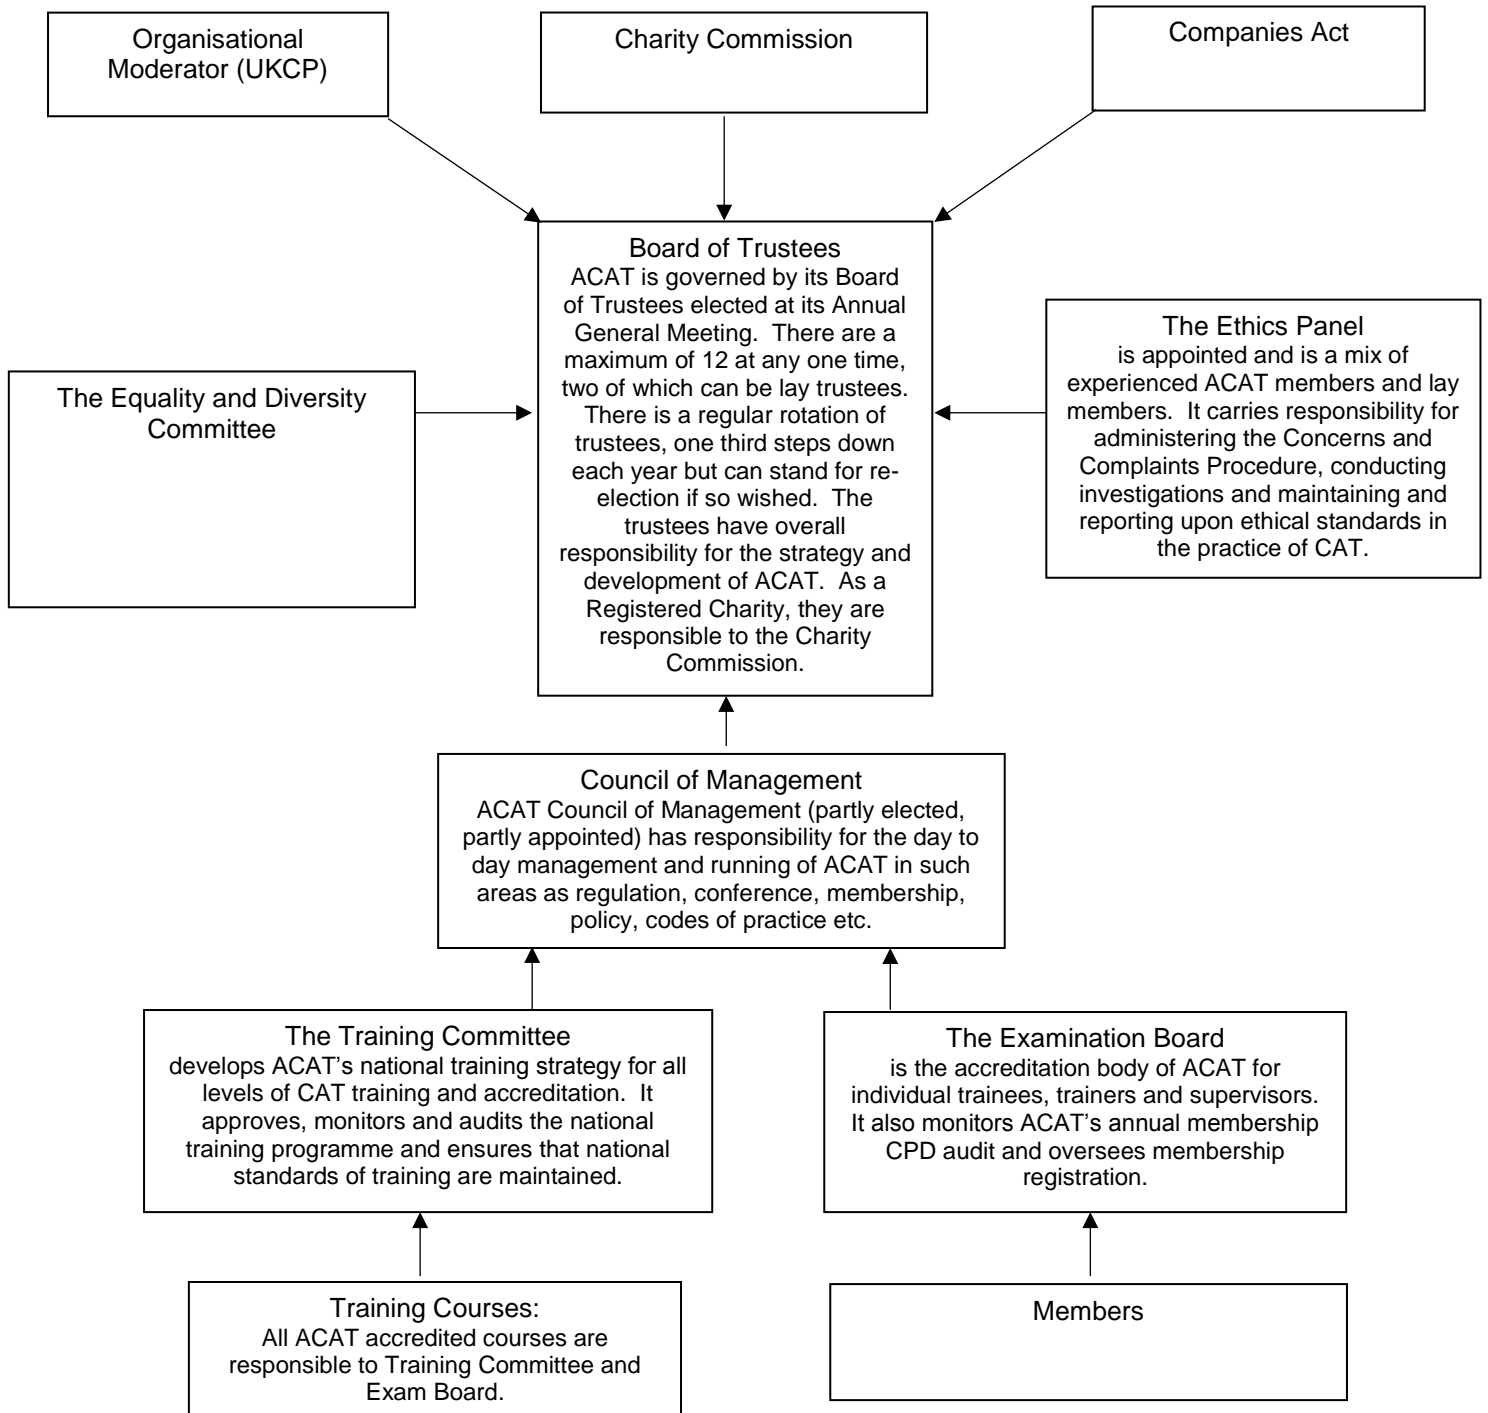 Organisational
Moderator (UKCP)
Charity Commission
Companies Act
Board of Trustees
ACAT is governed by its Board
of Trustees elected at its Annual
General Meeting.  There are a
maximum of 12 at any one time,
two of which can be lay trustees.
There is a regular rotation of
trustees, one third steps down
each year but can stand for re-
election if so wished.  The
trustees have overall
responsibility for the strategy and
development of ACAT.  As a
Registered Charity, they are
responsible to the Charity
Commission.
The Equality and Diversity
Committee
The Ethics Panel
is appointed and is a mix of
experienced ACAT members and lay
members.  It carries responsibility for
administering the Concerns and
Complaints Procedure, conducting
investigations and maintaining and
reporting upon ethical standards in
the practice of CAT.
Council of Management
ACAT Council of Management (partly elected,
partly appointed) has responsibility for the day to
day management and running of ACAT in such
areas as regulation, conference, membership,
policy, codes of practice etc.
The Training Committee
develops ACAT’s national training strategy for all
levels of CAT training and accreditation.  It
approves, monitors and audits the national
training programme and ensures that national
standards of training are maintained.
The Examination Board
is the accreditation body of ACAT for
individual trainees, trainers and supervisors.
It also monitors ACAT’s annual membership
CPD audit and oversees membership
registration.
Training Courses:
All ACAT accredited courses are
responsible to Training Committee and
Exam Board.
Members